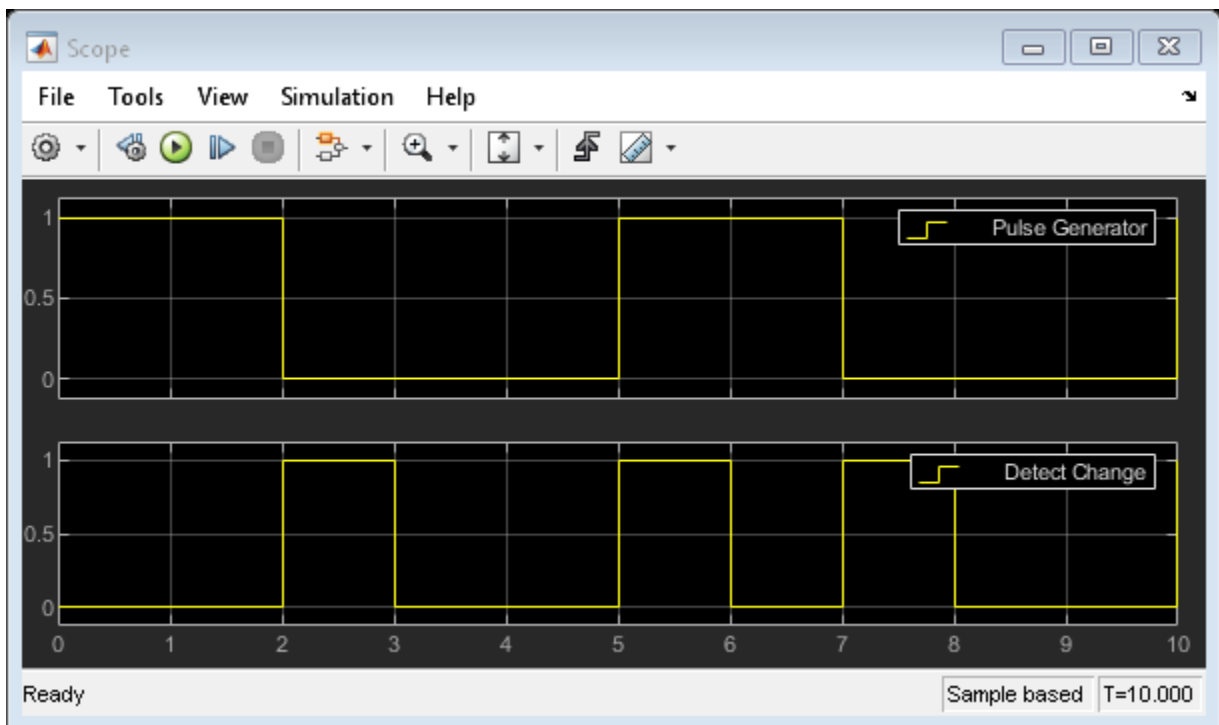 Scope
File Tools View Simulation Help
1
Pulse Generator
0.5
0
1
Detect Change
0.5
0
0 1 2 3 4 5 6 7 8 9 10
Ready Sample based T=10.000